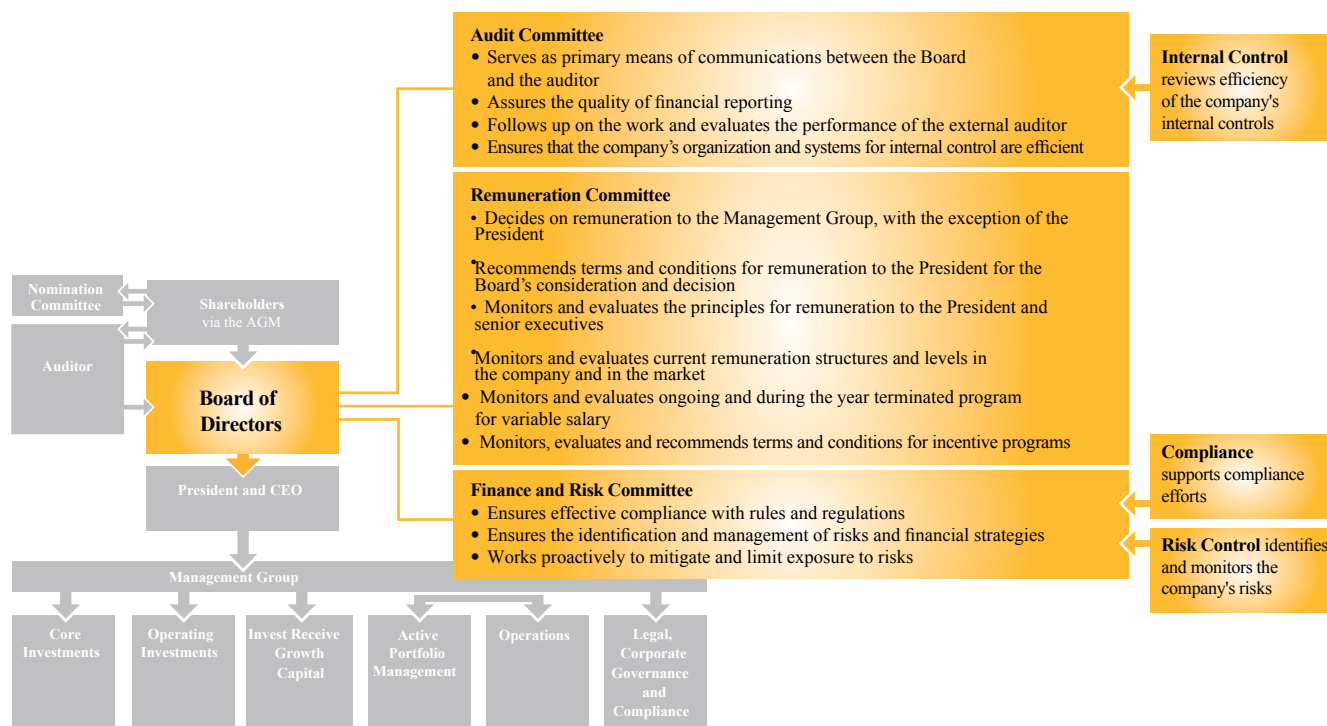 Audit Committee
• Serves as primary means of communications between the Board
and the auditor
• Assures the quality of financial reporting
• Follows up on the work and evaluates the performance of the external auditor
• Ensures that the company’s organization and systems for internal control are efficient
Internal Control
reviews efficiency
of the company's
internal controls
Remuneration Committee
• Decides on remuneration to the Management Group, with the exception of the
President
• Recommends terms and conditions for remuneration to the President for the
Board’s consideration and decision
• Monitors and evaluates the principles for remuneration to the President and
senior executives
• Monitors and evaluates current remuneration structures and levels in
the company and in the market
• Monitors and evaluates ongoing and during the year terminated program
for variable salary
• Monitors, evaluates and recommends terms and conditions for incentive programs
Nomination
Committee
Shareholders
via the AGM
Auditor
Board of
Directors
President and CEO
Finance and Risk Committee
• Ensures effective compliance with rules and regulations
• Ensures the identification and management of risks and financial strategies
• Works proactively to mitigate and limit exposure to risks
Compliance
supports compliance
efforts
Risk Control identifies
and monitors the
company's risks
Management Group
Core
Investments
Operating
Investments
Invest Receive
Growth
Capital
Active
Portfolio
Management
Operations
Legal,
Corporate
Governance
and
Compliance